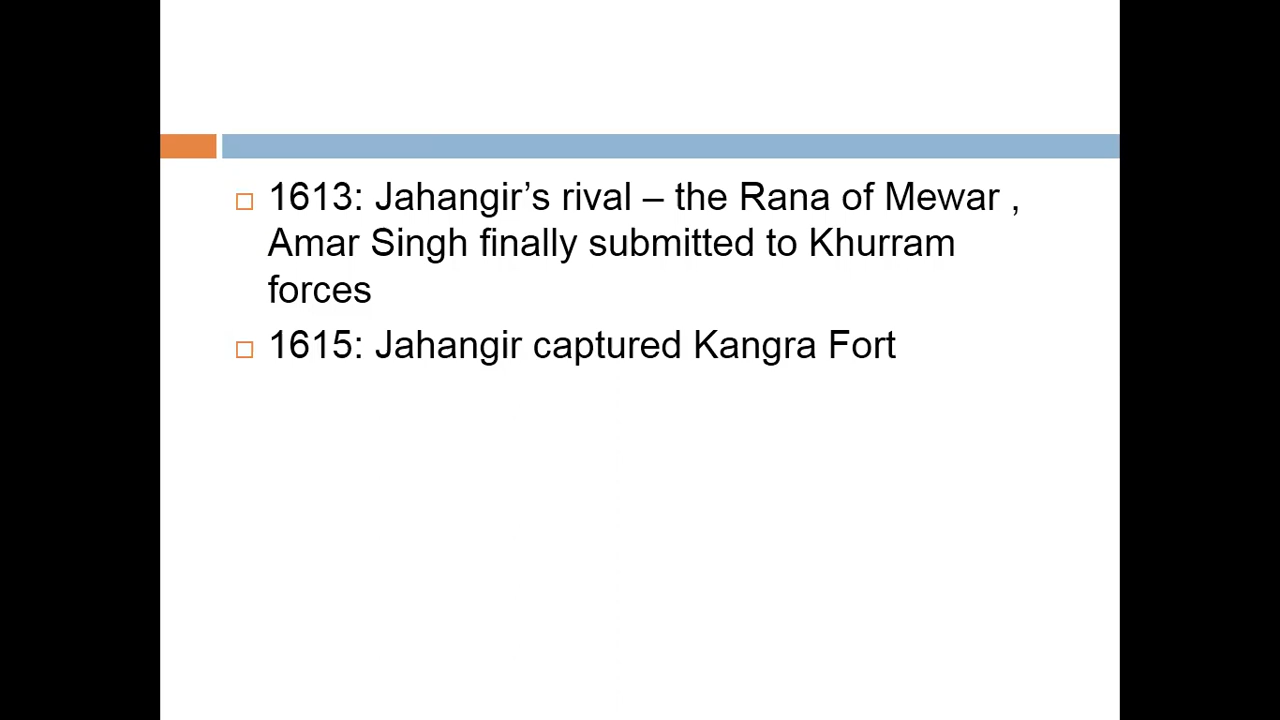 1613: Jahangir’s rival – the Rana of Mewar ,
Amar Singh finally submitted to Khurram
forces
1615: Jahangir captured Kangra Fort